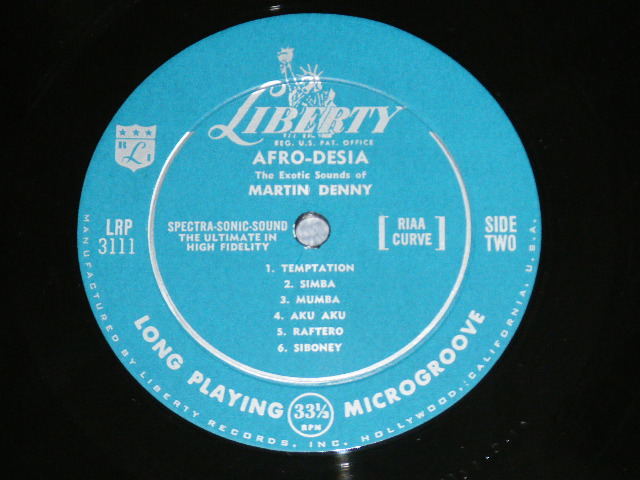 LIBERTY
REG. U.S. PAT. OFFICE
AFRO-DESIA
The Exotic Sounds of
MARTIN DENNY
LRP
3111
SPECTRA-SONIC-SOUND
THE ULTIMATE IN
HIGH FIDELITY
[ RIAA
CURVE ]
SIDE
TWO
1. TEMPTATION
2. SIMBA
3. MUMBA
4. AKU AKU
5. RAFTERO
6. SIBONEY
LONG PLAYING 33⅓ RPM MICROGROOVE
MANUFACTURED BY LIBERTY RECORDS, INC. HOLLYWOOD, CALIFORNIA, U.S.A.